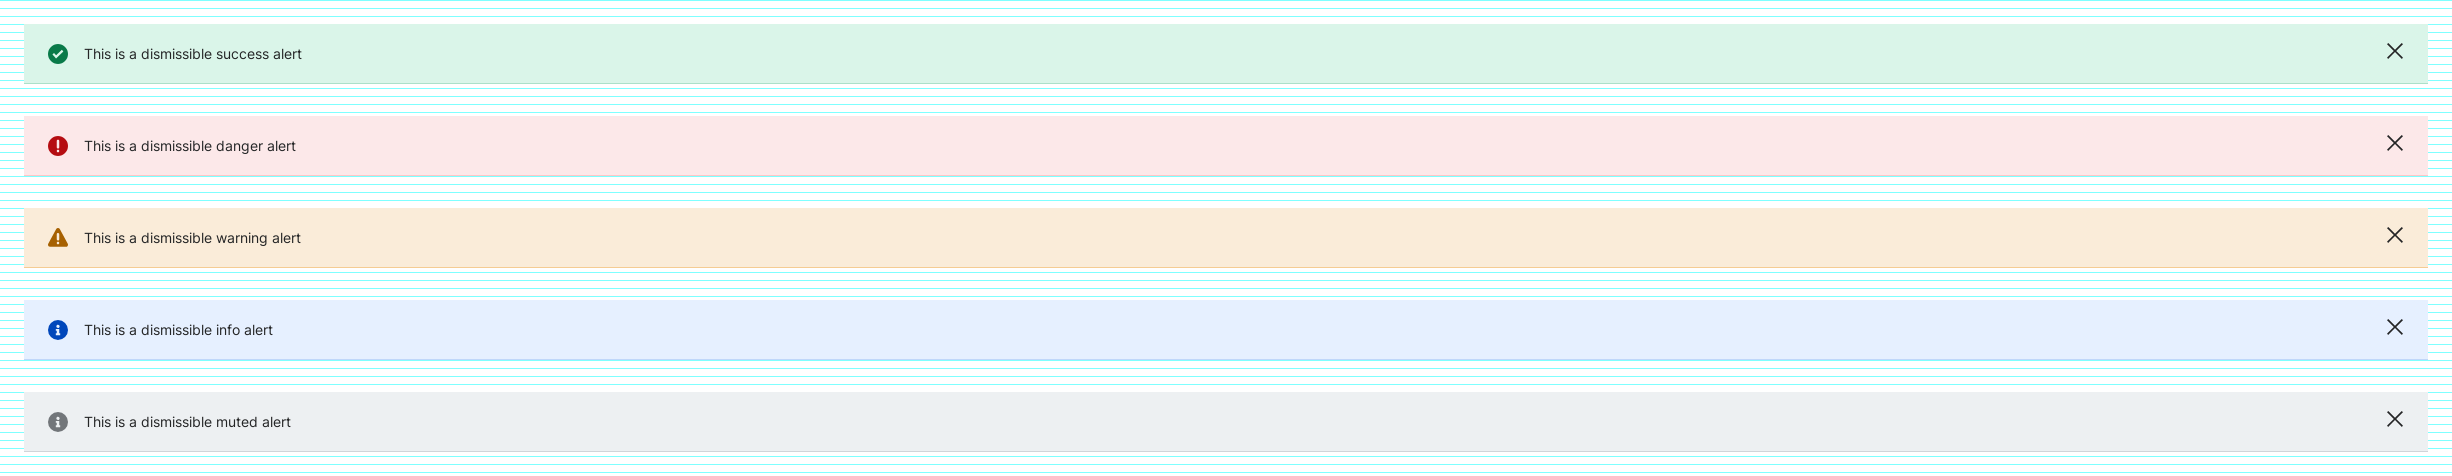 This is a dismissible success alert
This is a dismissible danger alert
This is a dismissible warning alert
This is a dismissible info alert
This is a dismissible muted alert